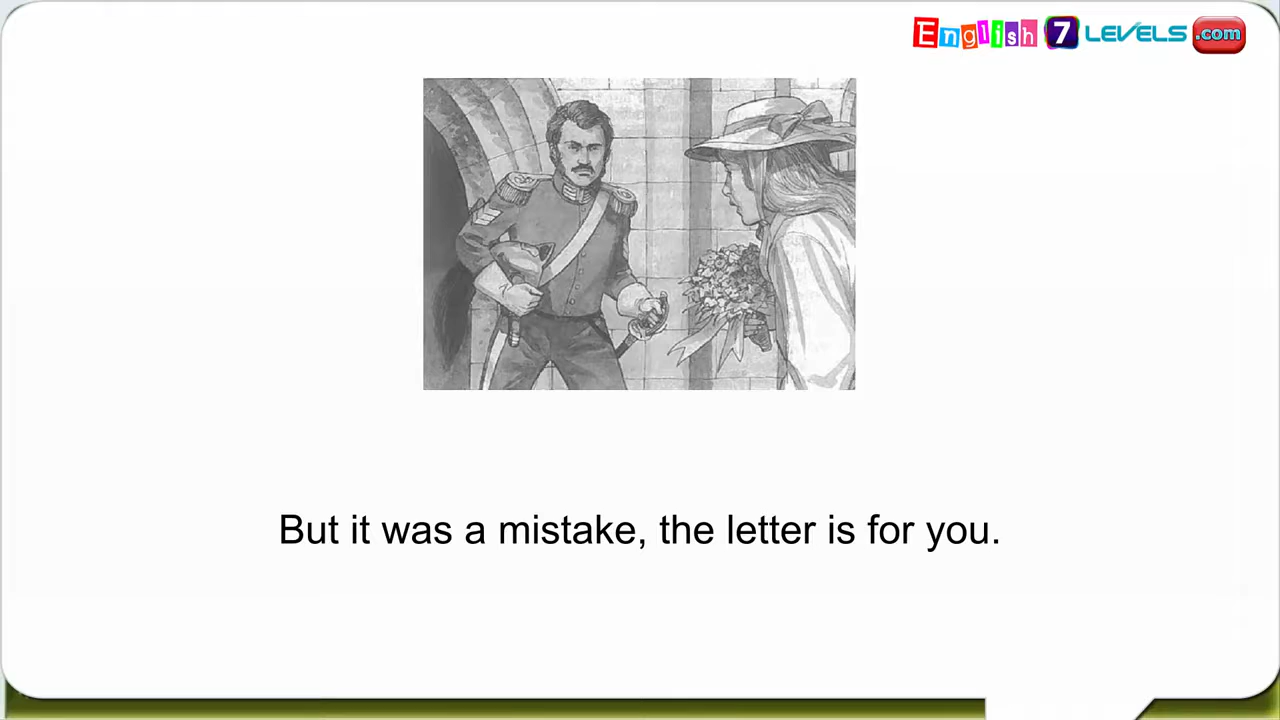 English 7 LEVELS .com
But it was a mistake, the letter is for you.